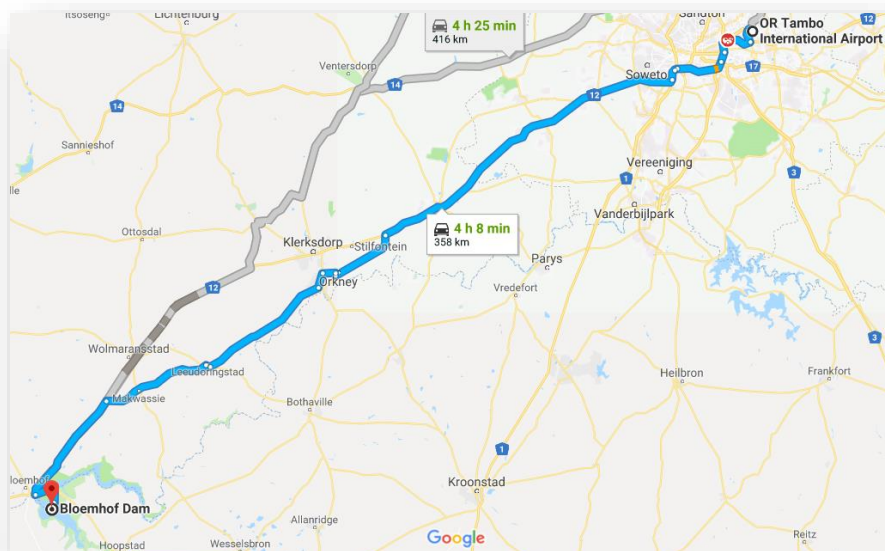 Itsoseng
Lichtenburg
4 h 25 min
416 km
Sandton
12
OR Tambo
International Airport
Ventersdorp
Soweto
17
14
14
12
Sannieshof
Vereeniging
1
3
Vanderbijlpark
Ottosdal
Klerksdorp
Stilfontein
4 h 8 min
358 km
Parys
Orkney
Vredefort
12
3
Wolmaransstad
Leeudoringstad
Heilbron
Frankfort
Makwassie
Bothaville
1
Kroonstad
Bloemhof Dam
Allanridge
Hoopstad
Wesselsbron
Google
Reitz